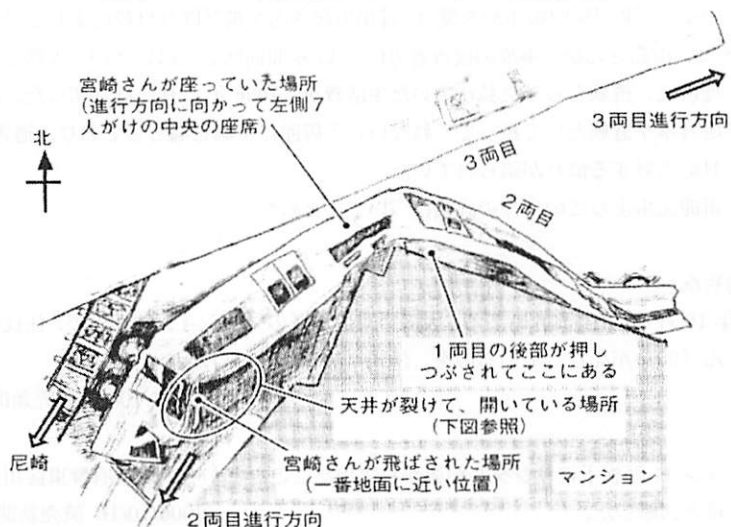 宮崎さんが座っていた場所
(進行方向に向かって左側7
人がけの中央の座席)
3両目進行方向
3両目
北
2両目
1両目の後部が押し
つぶされてここにある
天井が裂けて、開いている場所
(下図参照)
尼崎
宮崎さんが飛ばされた場所
(一番地面に近い位置)
マンション
2両目進行方向